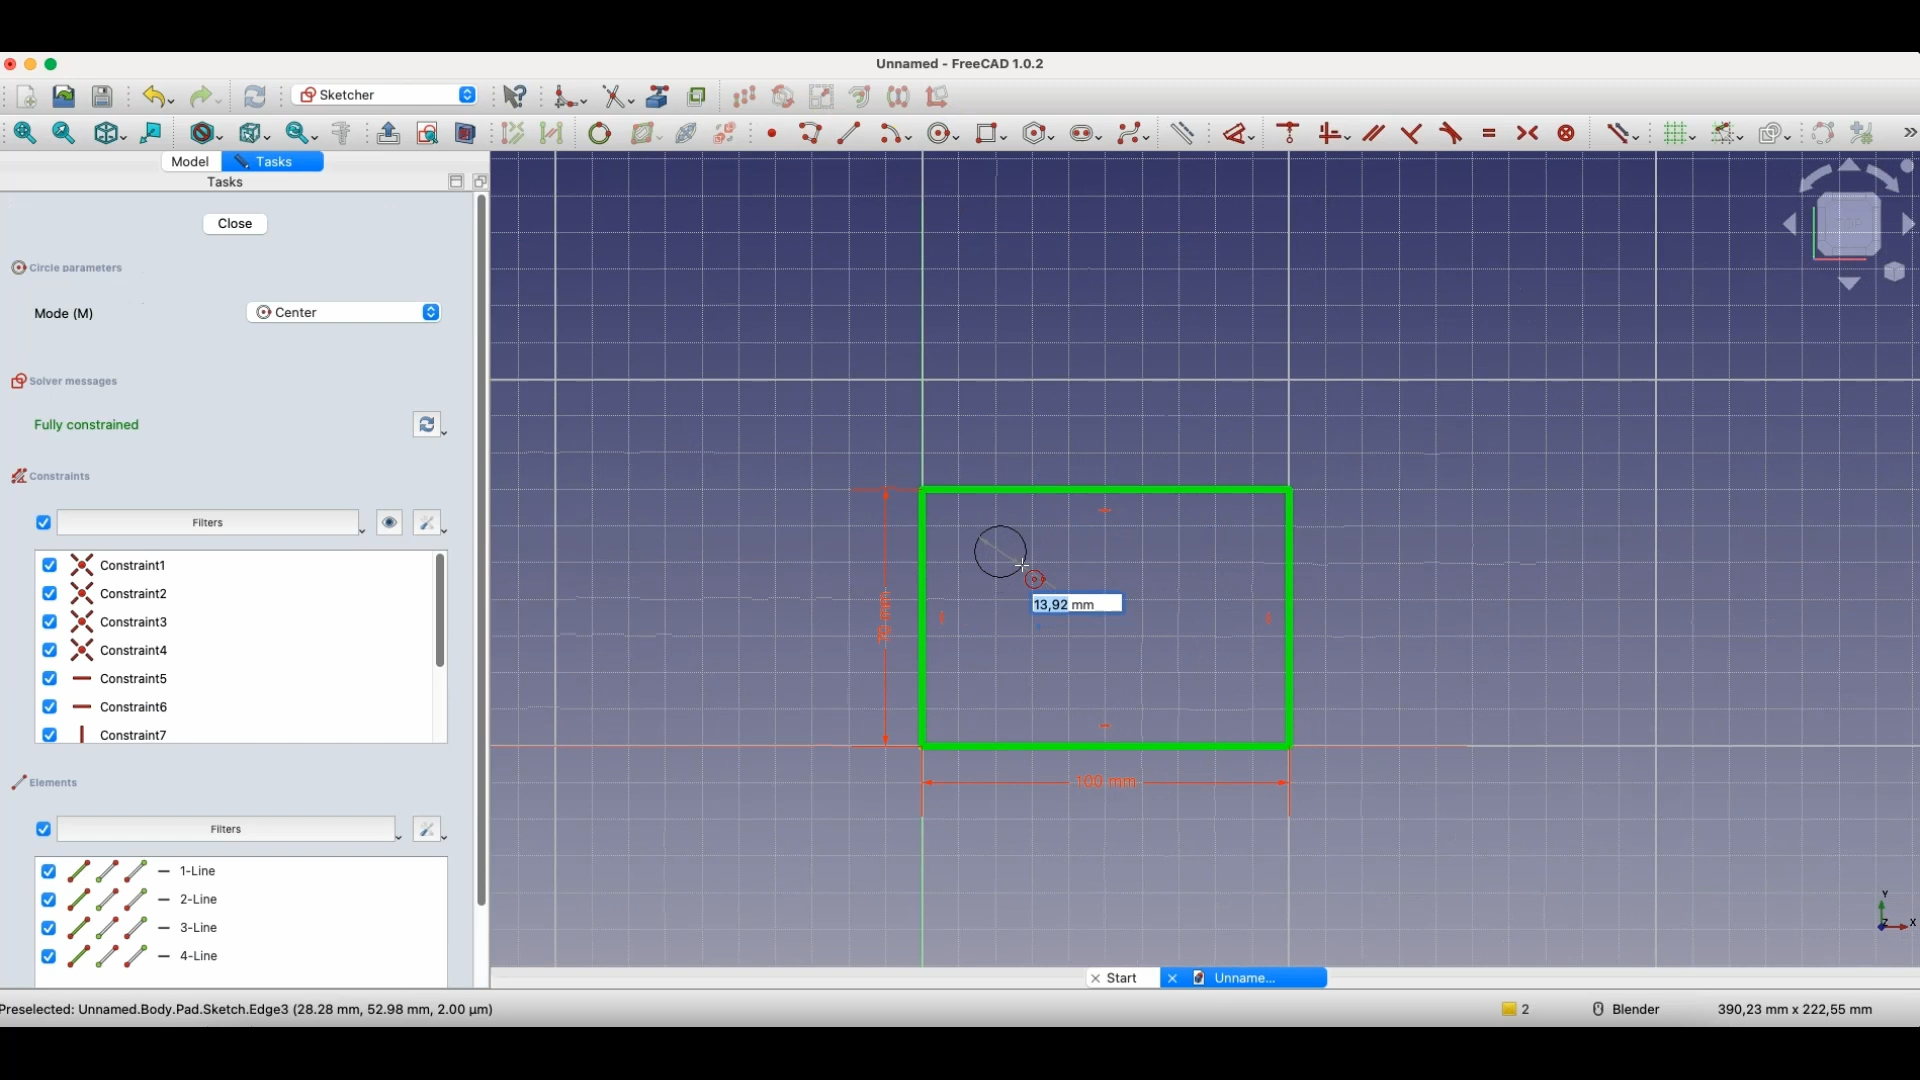 Unnamed - FreeCAD 1.0.2
Sketcher
Model
Tasks
Tasks
Close
Circle parameters
Mode (M)
Center
Solver messages
Fully constrained
Constraints
Filters
Constraint1
Constraint2
Constraint3
Constraint4
Constraint5
Constraint6
Constraint7
Elements
Filters
1-Line
2-Line
3-Line
4-Line
13,92 mm
100 mm
Y
Z
X
Start
Unname...
Preselected: Unnamed.Body.Pad.Sketch.Edge3 (28.28 mm, 52.98 mm, 2.00 μm)
2
Blender
390,23 mm x 222,55 mm